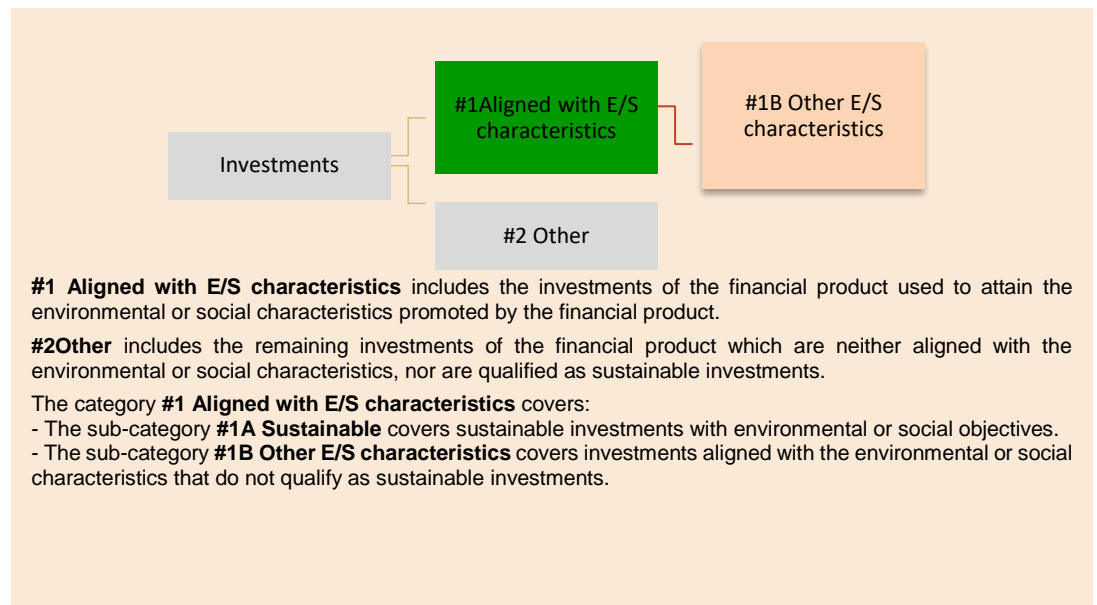 #1Aligned with E/S
characteristics
#1B Other E/S
characteristics
Investments
#2 Other
#1 Aligned with E/S characteristics includes the investments of the financial product used to attain the
environmental or social characteristics promoted by the financial product.
#2Other includes the remaining investments of the financial product which are neither aligned with the
environmental or social characteristics, nor are qualified as sustainable investments.
The category #1 Aligned with E/S characteristics covers:
- The sub-category #1A Sustainable covers sustainable investments with environmental or social objectives.
- The sub-category #1B Other E/S characteristics covers investments aligned with the environmental or social
characteristics that do not qualify as sustainable investments.